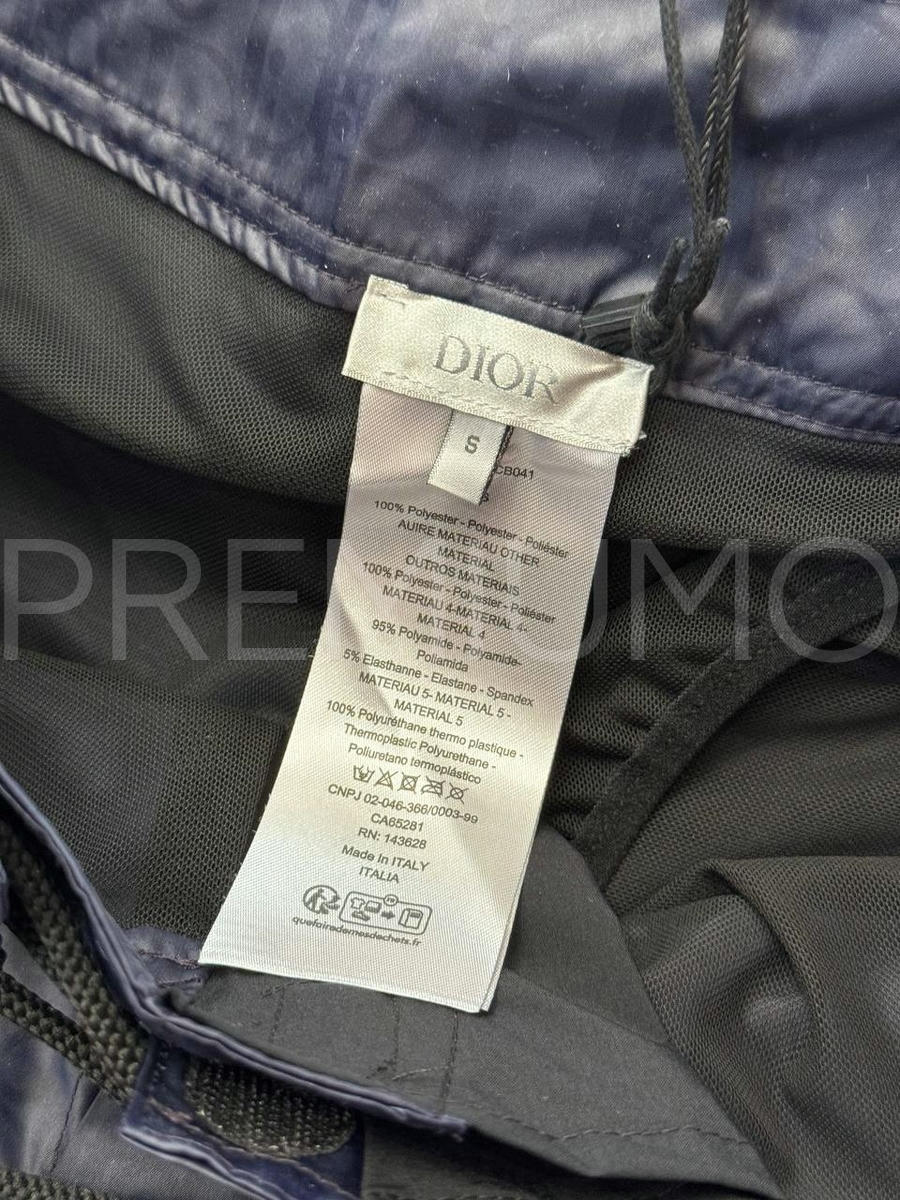 DIOR
S
CB041
S
100% Polyester - Polyester - Poliéster
AUIRE MATERIAU OTHER
MATERIAL
OUTROS MATERIAIS
100% Polyester - Polyester - Poliéster
MATERIAU 4-MATERIAL 4-
MATERIAL 4
95% Polyamide - Polyamide-
Poliamida
5% Elasthanne - Elastane - Spandex
MATERIAU 5- MATERIAL 5 -
MATERIAL 5
100% Polyuréthane thermo plastique -
Thermoplastic Polyurethane -
Poliuretano termoplástico
CNPJ 02-046-366/0003-99
CA65281
RN: 143628
Made In ITALY
ITALIA
quefairedemesdechets.fr
PREMIUMO